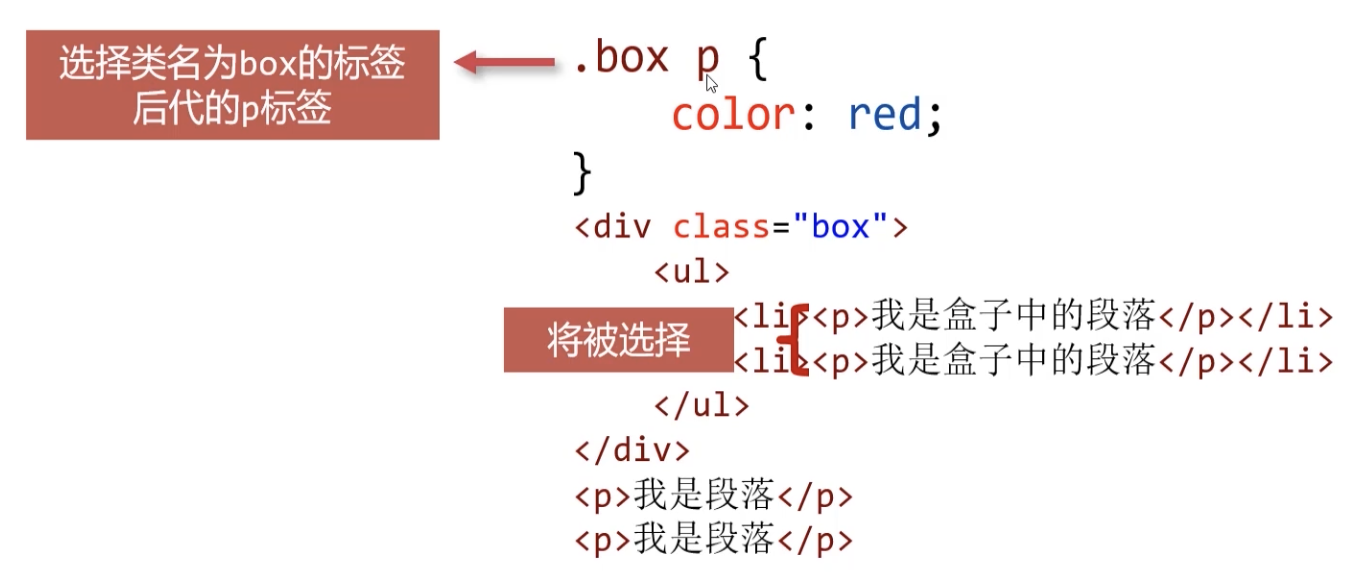 选择类名为box的标签
后代的p标签
.box p {
    color: red;
}
<div class="box">
    <ul>
将被选择
        <li><p>我是盒子中的段落</p></li>
        <li><p>我是盒子中的段落</p></li>
    </ul>
</div>
<p>我是段落</p>
<p>我是段落</p>